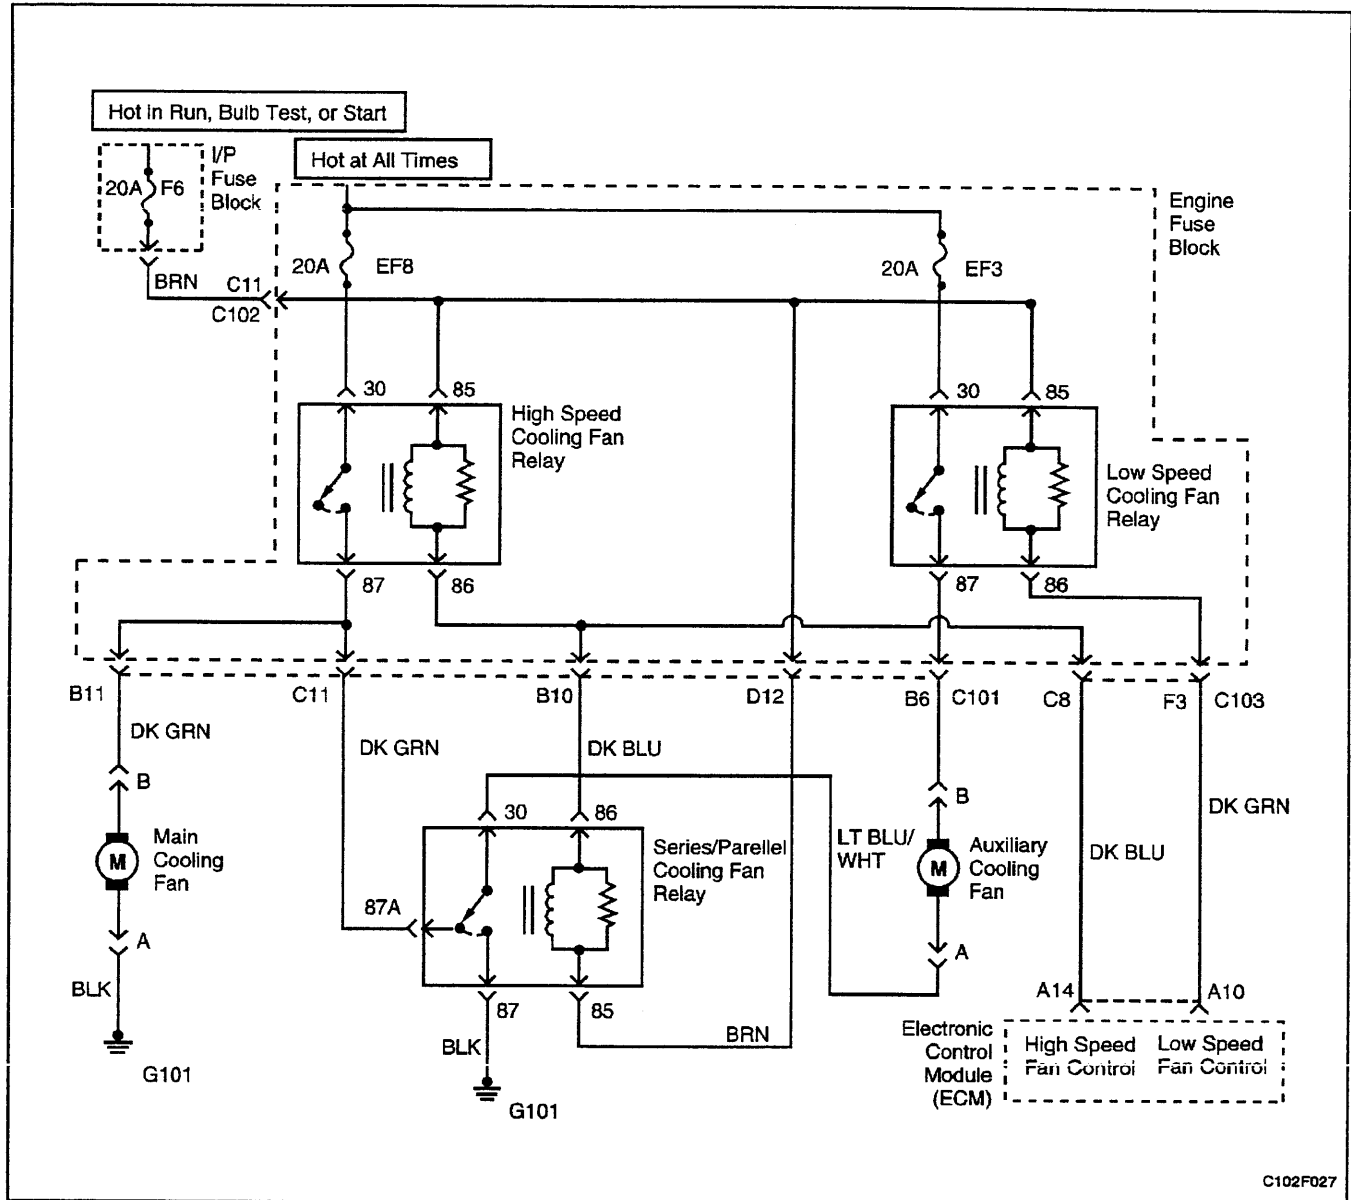 Hot in Run, Bulb Test, or Start
Hot at All Times
I/P
Fuse
Block
20A F6
Engine
Fuse
Block
20A EF8
20A EF3
BRN
C11
C102
30
85
High Speed
Cooling Fan
Relay
30
85
Low Speed
Cooling Fan
Relay
87
86
87
86
B11
C11
B10
D12
B6
C101
C8
F3
C103
DK GRN
DK GRN
DK BLU
B
30
86
B
DK GRN
Main
Cooling
Fan
M
Series/Parellel
Cooling Fan
Relay
LT BLU/
WHT
M
Auxiliary
Cooling
Fan
DK BLU
87A
A
A
BLK
87
85
A14
A10
BLK
BRN
G101
G101
Electronic
Control
Module
(ECM)
High Speed
Fan Control
Low Speed
Fan Control
C102F027